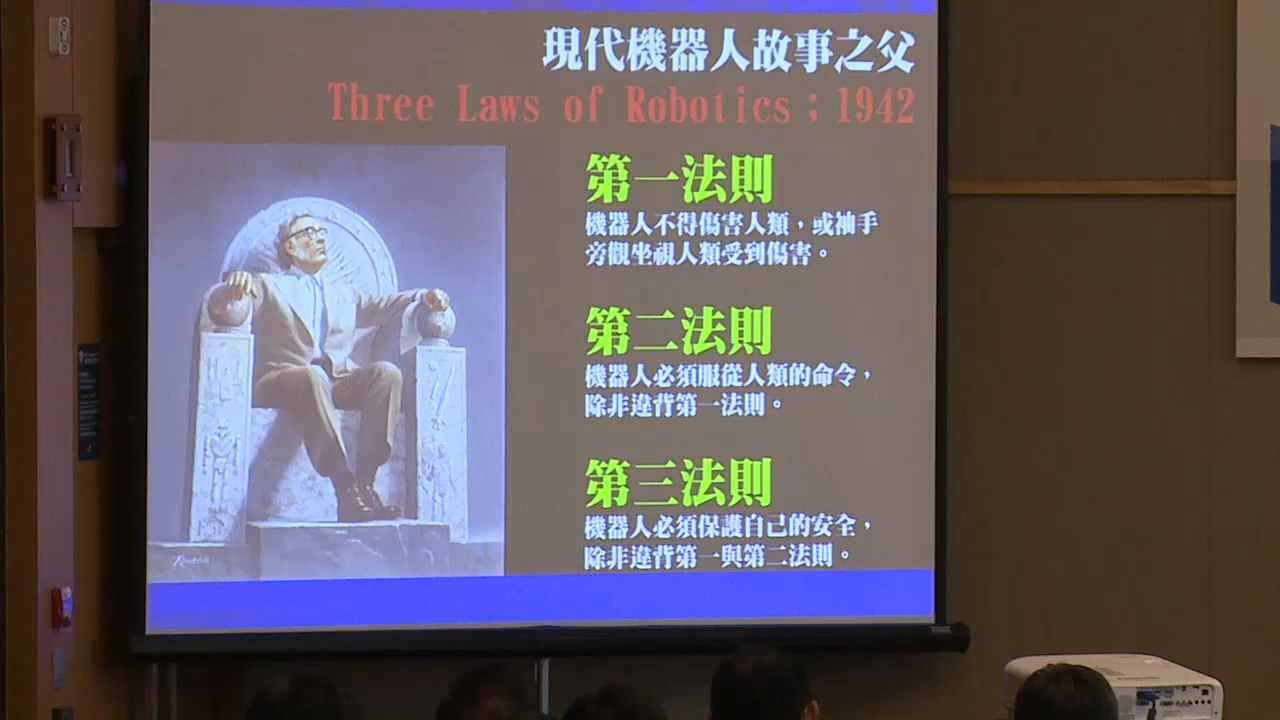 現代機器人故事之父
Three Laws of Robotics；1942
第一法則
機器人不得傷害人類，或袖手
旁觀坐視人類受到傷害。
第二法則
機器人必須服從人類的命令，
除非違背第一法則。
第三法則
機器人必須保護自己的安全，
除非違背第一與第二法則。